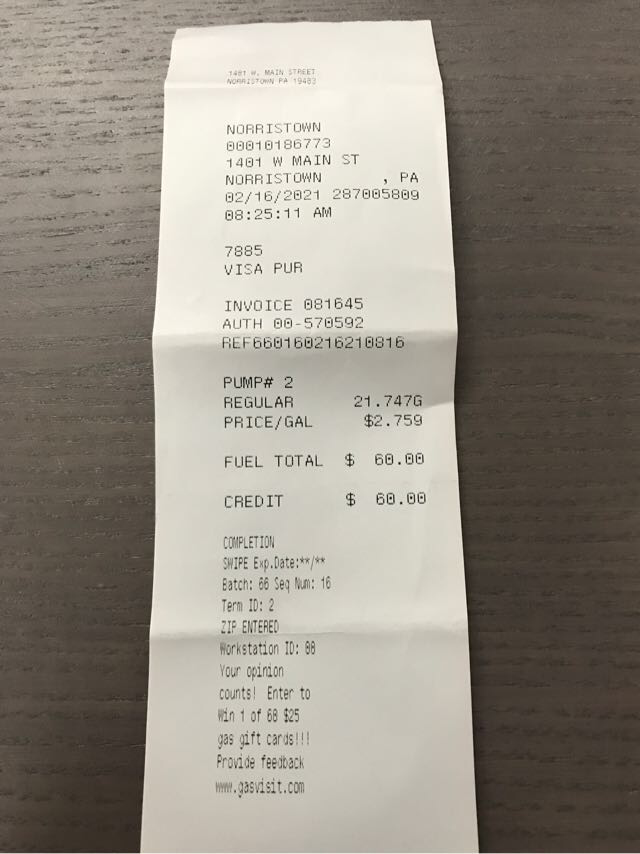 1401 W. MAIN STREET
NORRISTOWN PA 19403
NORRISTOWN
00010186773
1401 W MAIN ST
NORRISTOWN , PA
02/16/2021 287005809
08:25:11 AM
7885
VISA PUR
INVOICE 081645
AUTH 00-570592
REF660160216210816
PUMP# 2
REGULAR 21.747G
PRICE/GAL $2.759
FUEL TOTAL $ 60.00
CREDIT $ 60.00
COMPLETION
SWIPE Exp.Date:**/**
Batch: 66 Seq Num: 16
Term ID: 2
ZIP ENTERED
Workstation ID: 00
Your opinion
counts! Enter to
Win 1 of 60 $25
gas gift cards!!!
Provide feedback
www.gasvisit.com